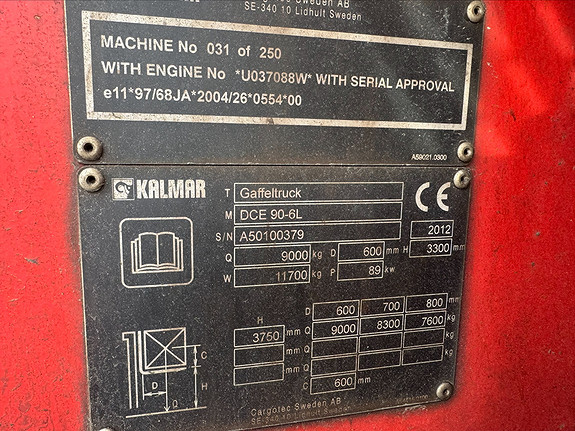 Sweden AB
SE-340 10 Lidhult Sweden
MACHINE No 031 of 250
WITH ENGINE No *U037088W* WITH SERIAL APPROVAL
e11*97/68JA*2004/26*0554*00
A59021.0300
KALMAR
T Gaffeltruck
CE
M DCE 90-6L
S/N A50100379 2012
Q 9000 kg D 600 mm H 3300 mm
W 11700 kg P 89 kw
H D 600 700 800 mm
3750 mm Q 9000 8300 7600 kg
mm Q kg
mm Q kg
C 600 mm
C
D H
Q
Cargotec Sweden AB
SE-340 10 Lidhult Sweden